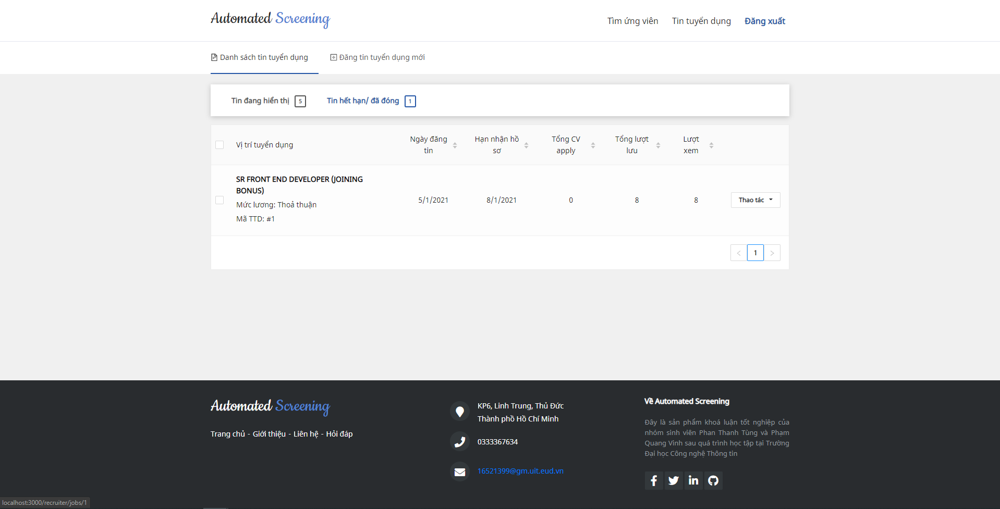 Automated Screening
Tìm ứng viên
Tin tuyển dụng
Đăng xuất
Danh sách tin tuyển dụng
Đăng tin tuyển dụng mới
Tin đang hiển thị 5
Tin hết hạn/ đã đóng 1
Vị trí tuyển dụng
Ngày đăng
tin
Hạn nhận hồ
sơ
Tổng CV
apply
Tổng lượt
lưu
Lượt
xem
SR FRONT END DEVELOPER (JOINING
BONUS)
Mức lương: Thoả thuận
Mã TTD: #1
5/1/2021
8/1/2021
0
8
8
Thao tác
< 1 >
Automated Screening
Trang chủ - Giới thiệu - Liên hệ - Hỏi đáp
KP6, Linh Trung, Thủ Đức
Thành phồ Hồ Chí Minh
0333367634
16521399@gm.uit.eud.vn
Về Automated Screening
Đây là sản phẩm khoá luận tốt nghiệp của
nhóm sinh viên Phan Thanh Tùng và Phạm
Quang Vinh sau quá trình học tập tại Trường
Đại học Công nghệ Thông tin
localhost:3000/recruiter/jobs/1